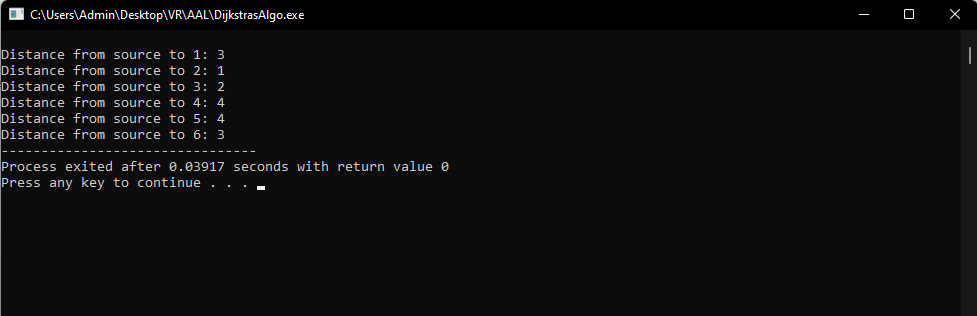 C:\Users\Admin\Desktop\VR\AAL\DijkstrasAlgo.exe
Distance from source to 1: 3
Distance from source to 2: 1
Distance from source to 3: 2
Distance from source to 4: 4
Distance from source to 5: 4
Distance from source to 6: 3
--------------------------------
Process exited after 0.03917 seconds with return value 0
Press any key to continue . . .